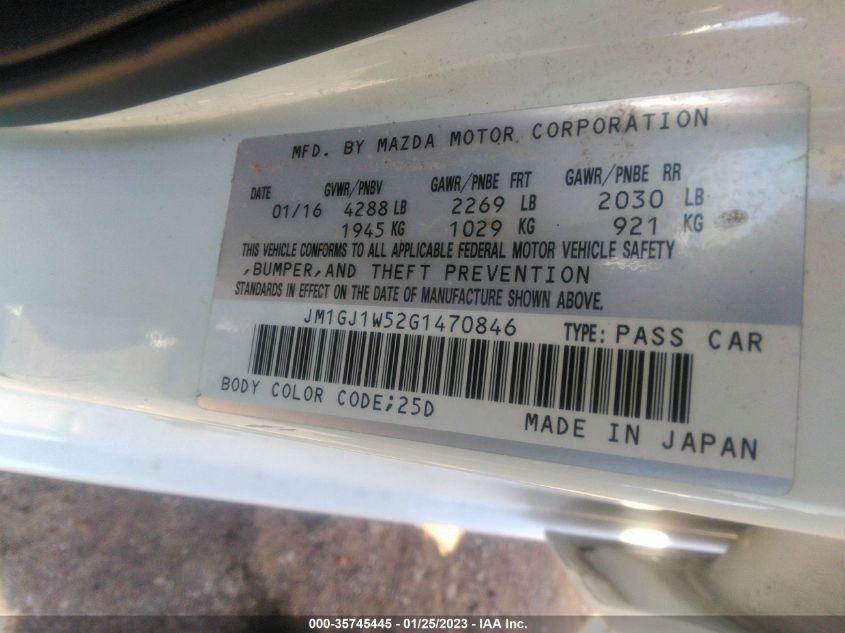 MFD. BY MAZDA MOTOR CORPORATION
DATE GVWR/PNBV GAWR/PNBE FRT GAWR/PNBE RR
01/16 4288 LB 2269 LB 2030 LB
1945 KG 1029 KG 921 KG
THIS VEHICLE CONFORMS TO ALL APPLICABLE FEDERAL MOTOR VEHICLE SAFETY
,BUMPER,AND THEFT PREVENTION
STANDARDS IN EFFECT ON THE DATE OF MANUFACTURE SHOWN ABOVE.
JM1GJ1W52G1470846 TYPE: PASS CAR
BODY COLOR CODE;25D
MADE IN JAPAN
000-35745445 - 01/25/2023 - IAA Inc.